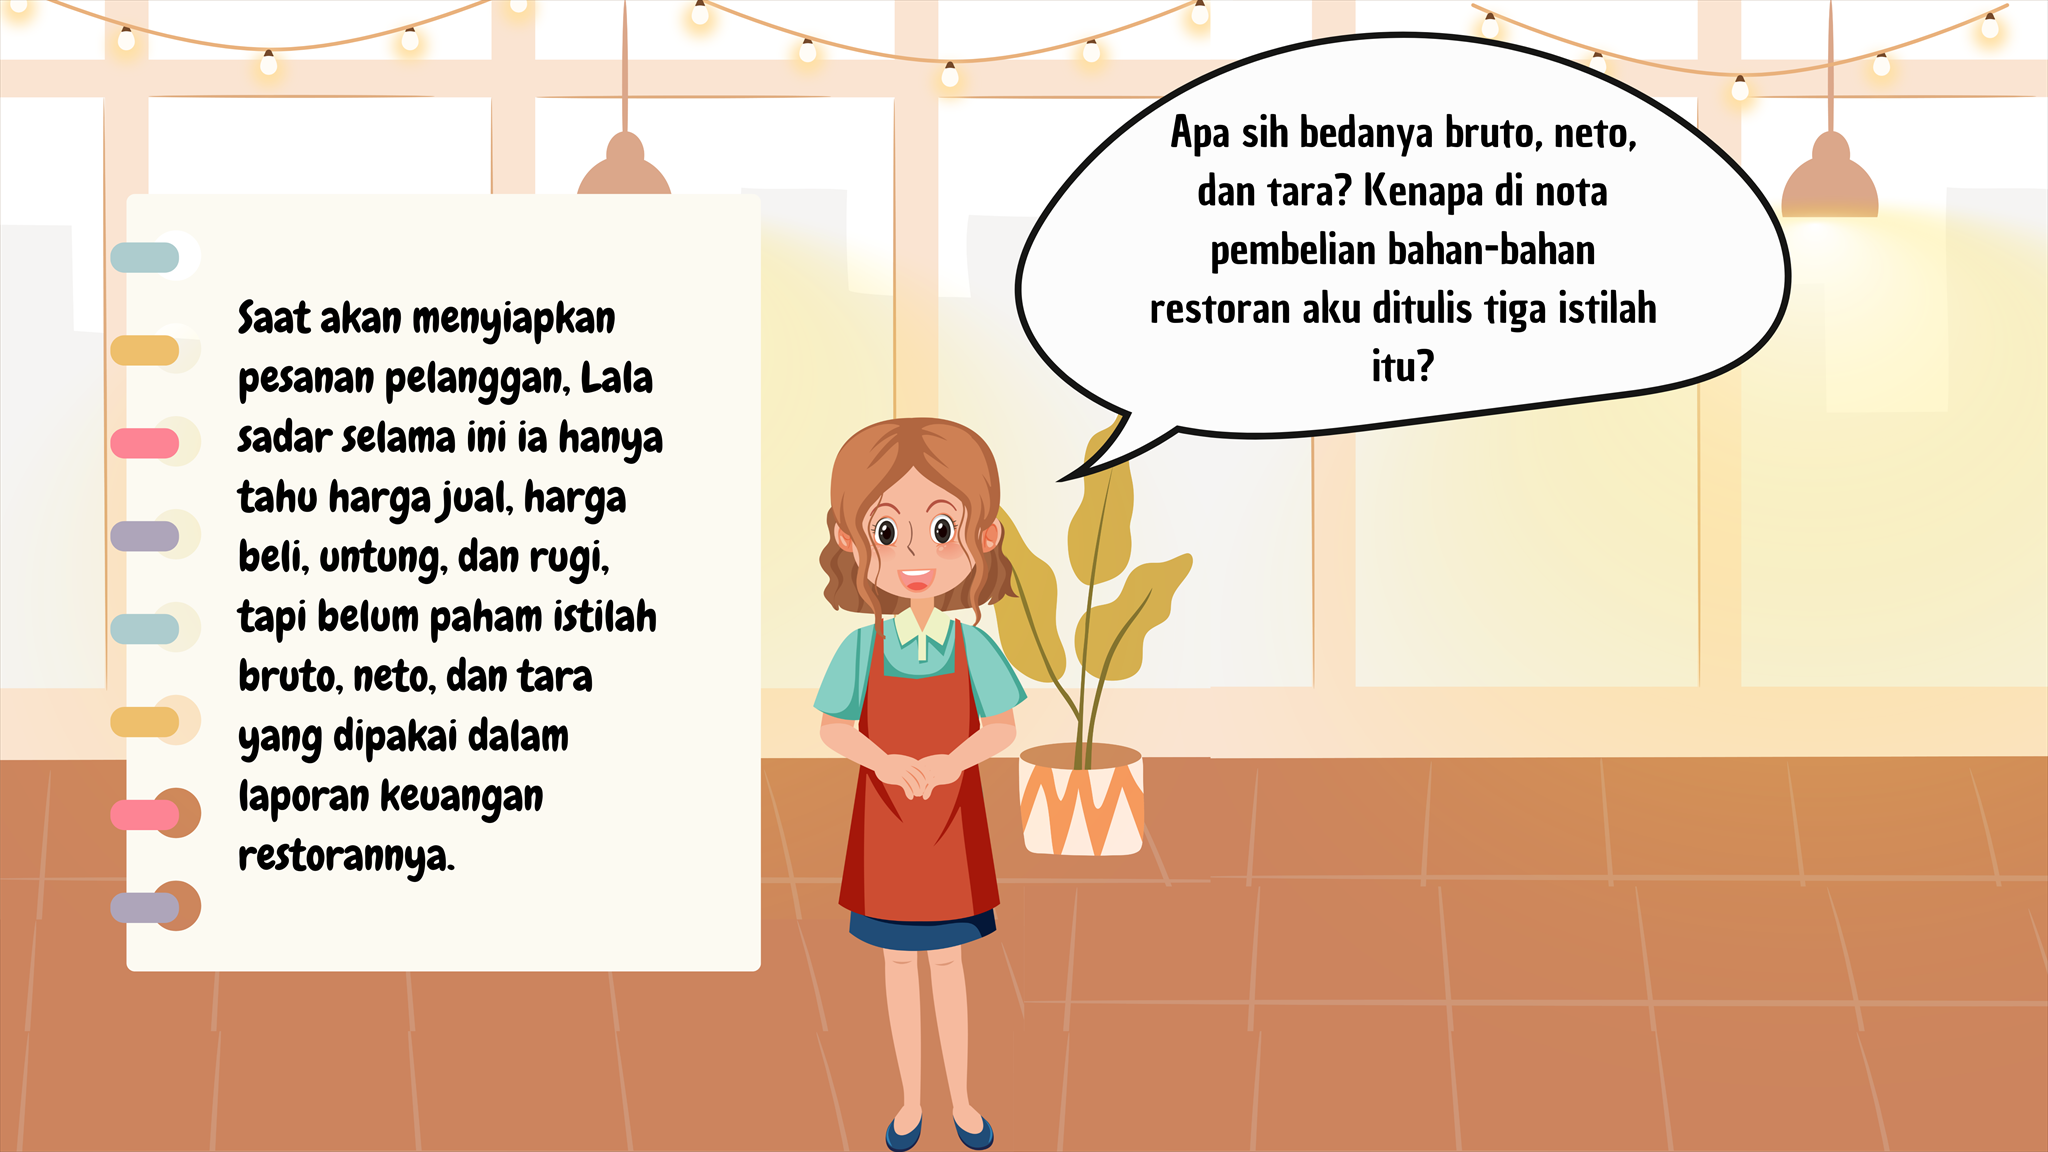 Saat akan menyiapkan
pesanan pelanggan, Lala
sadar selama ini ia hanya
tahu harga jual, harga
beli, untung, dan rugi,
tapi belum paham istilah
bruto, neto, dan tara
yang dipakai dalam
laporan keuangan
restorannya.
Apa sih bedanya bruto, neto,
dan tara? Kenapa di nota
pembelian bahan-bahan
restoran aku ditulis tiga istilah
itu?